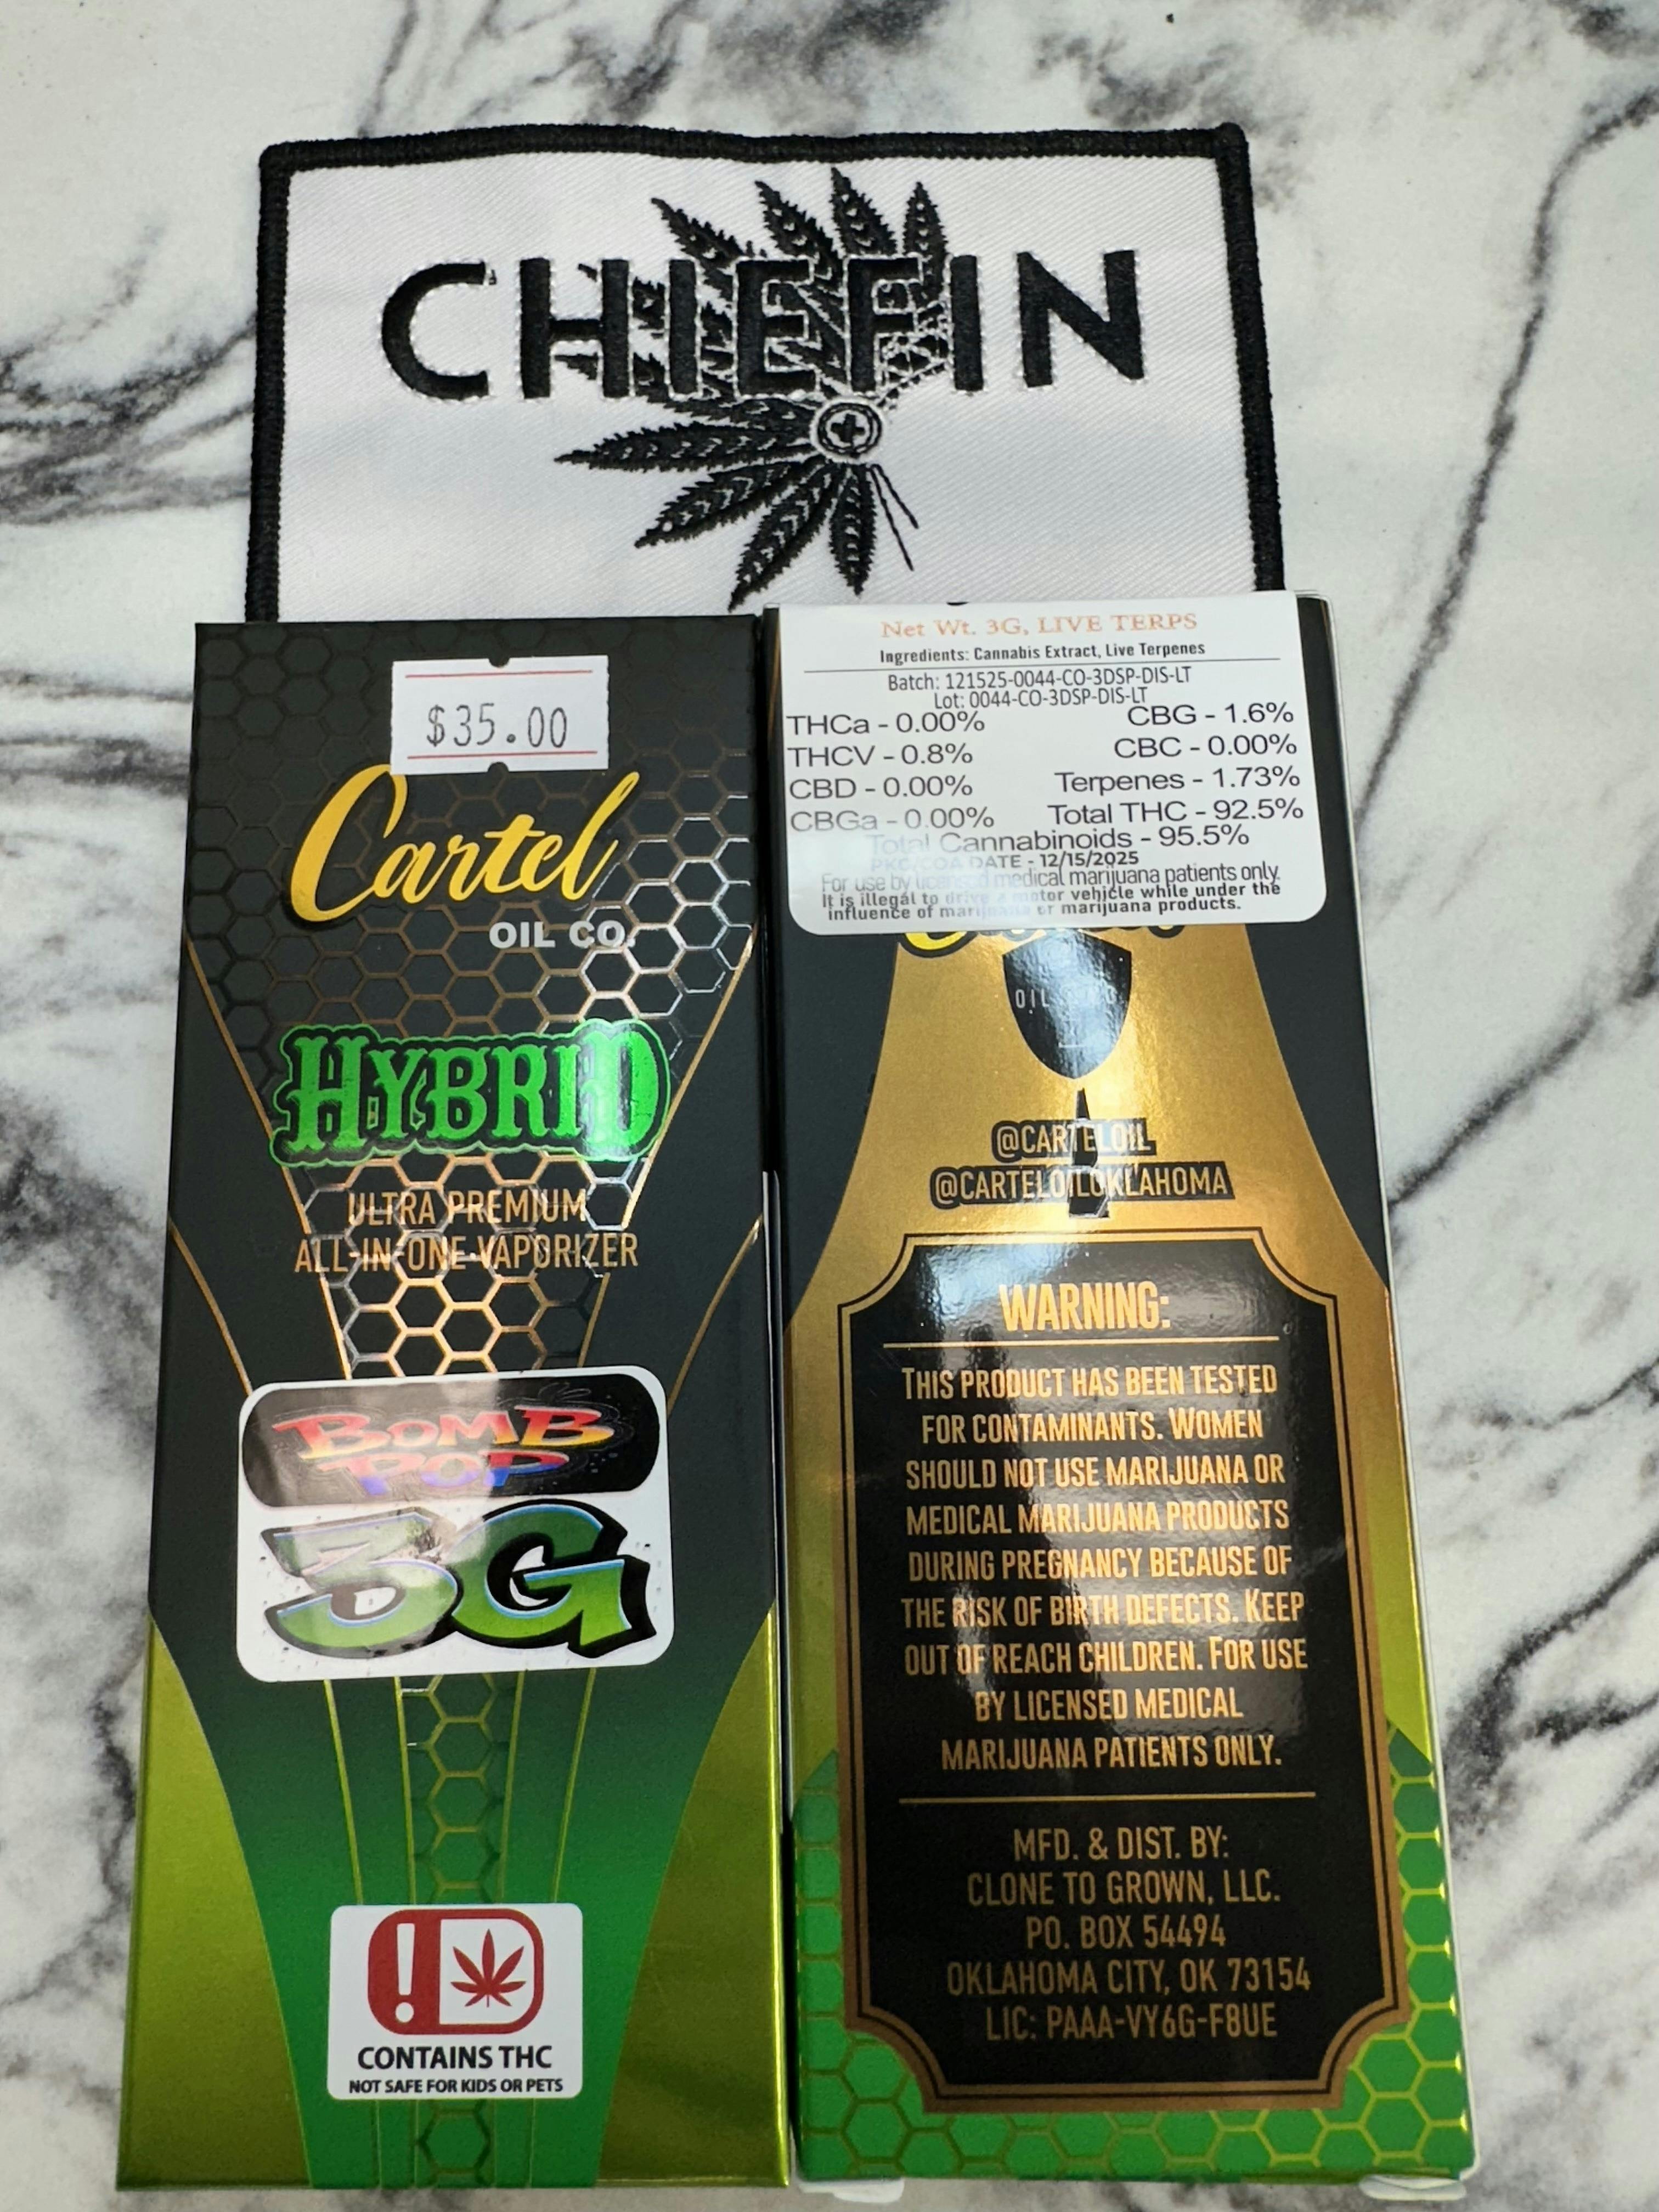 CHIEFIN
$35.00
Cartel
OIL CO.
HYBRID
ULTRA PREMIUM
ALL-IN-ONE VAPORIZER
BOMB
POP
3G
CONTAINS THC
NOT SAFE FOR KIDS OR PETS
Net Wt. 3G, LIVE TERPS
Ingredients: Cannabis Extract, Live Terpenes
Batch: 121525-0044-CO-3DSP-DIS-LT
Lot: 0044-CO-3DSP-DIS-LT
THCa - 0.00% CBG - 1.6%
THCV - 0.8% CBC - 0.00%
CBD - 0.00% Terpenes - 1.73%
CBGa - 0.00% Total THC - 92.5%
Total Cannabinoids - 95.5%
PKG/COA DATE - 12/15/2025
For use by licensed medical marijuana patients only.
It is illegal to drive a motor vehicle while under the
influence of marijuana or marijuana products.
OIL
@CARTELOIL
@CARTELOILOKLAHOMA
WARNING:
THIS PRODUCT HAS BEEN TESTED
FOR CONTAMINANTS. WOMEN
SHOULD NOT USE MARIJUANA OR
MEDICAL MARIJUANA PRODUCTS
DURING PREGNANCY BECAUSE OF
THE RISK OF BIRTH DEFECTS. KEEP
OUT OF REACH CHILDREN. FOR USE
BY LICENSED MEDICAL
MARIJUANA PATIENTS ONLY.
MFD. & DIST. BY:
CLONE TO GROWN, LLC.
PO. BOX 54494
OKLAHOMA CITY, OK 73154
LIC: PAAA-VY6G-F8UE